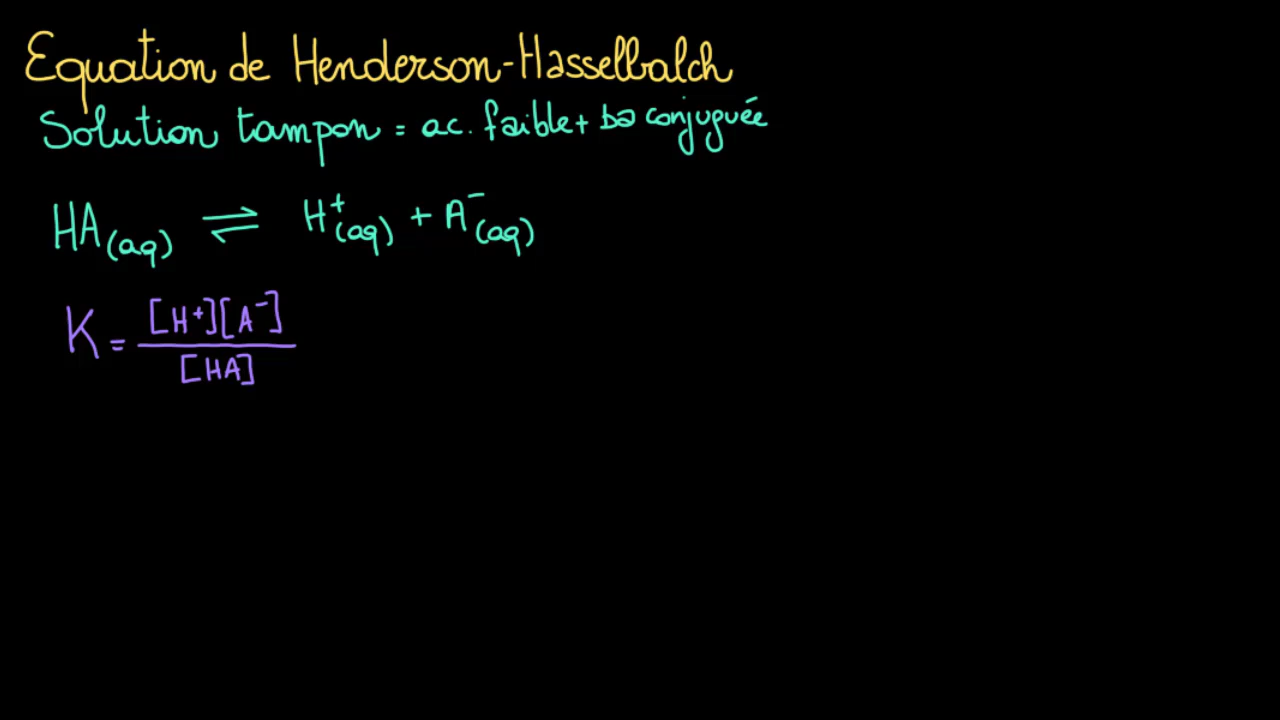 Equation de Henderson-Hasselbalch
Solution tampon = ac. faible + ba conjuguée
HA(aq) ⇌ H⁺(aq) + A⁻(aq)
K = [H⁺][A⁻] / [HA]